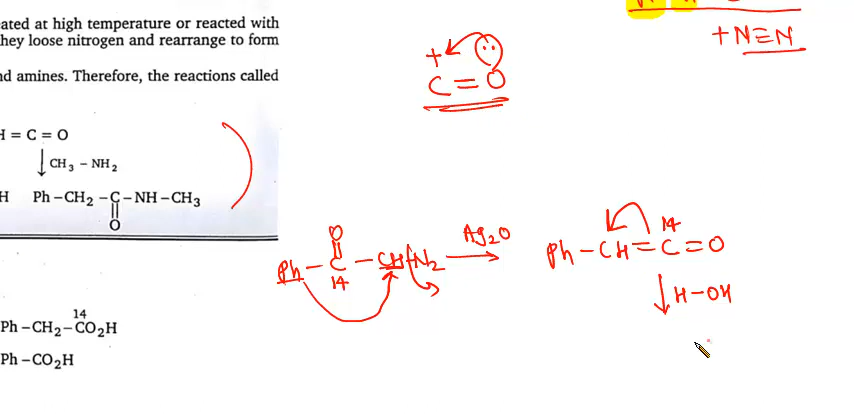 ated at high temperature or reacted with
hey loose nitrogen and rearrange to form
nd amines. Therefore, the reactions called
H = C = O
CH₃ – NH₂
H Ph – CH₂ – C – NH – CH₃
O
14
Ph – CH₂ – CO₂H
Ph – CO₂H
+ N≡N
+
C = O
O
Ph – C – CH N₂
14
Ag₂O
14
Ph – CH = C = O
H – OH